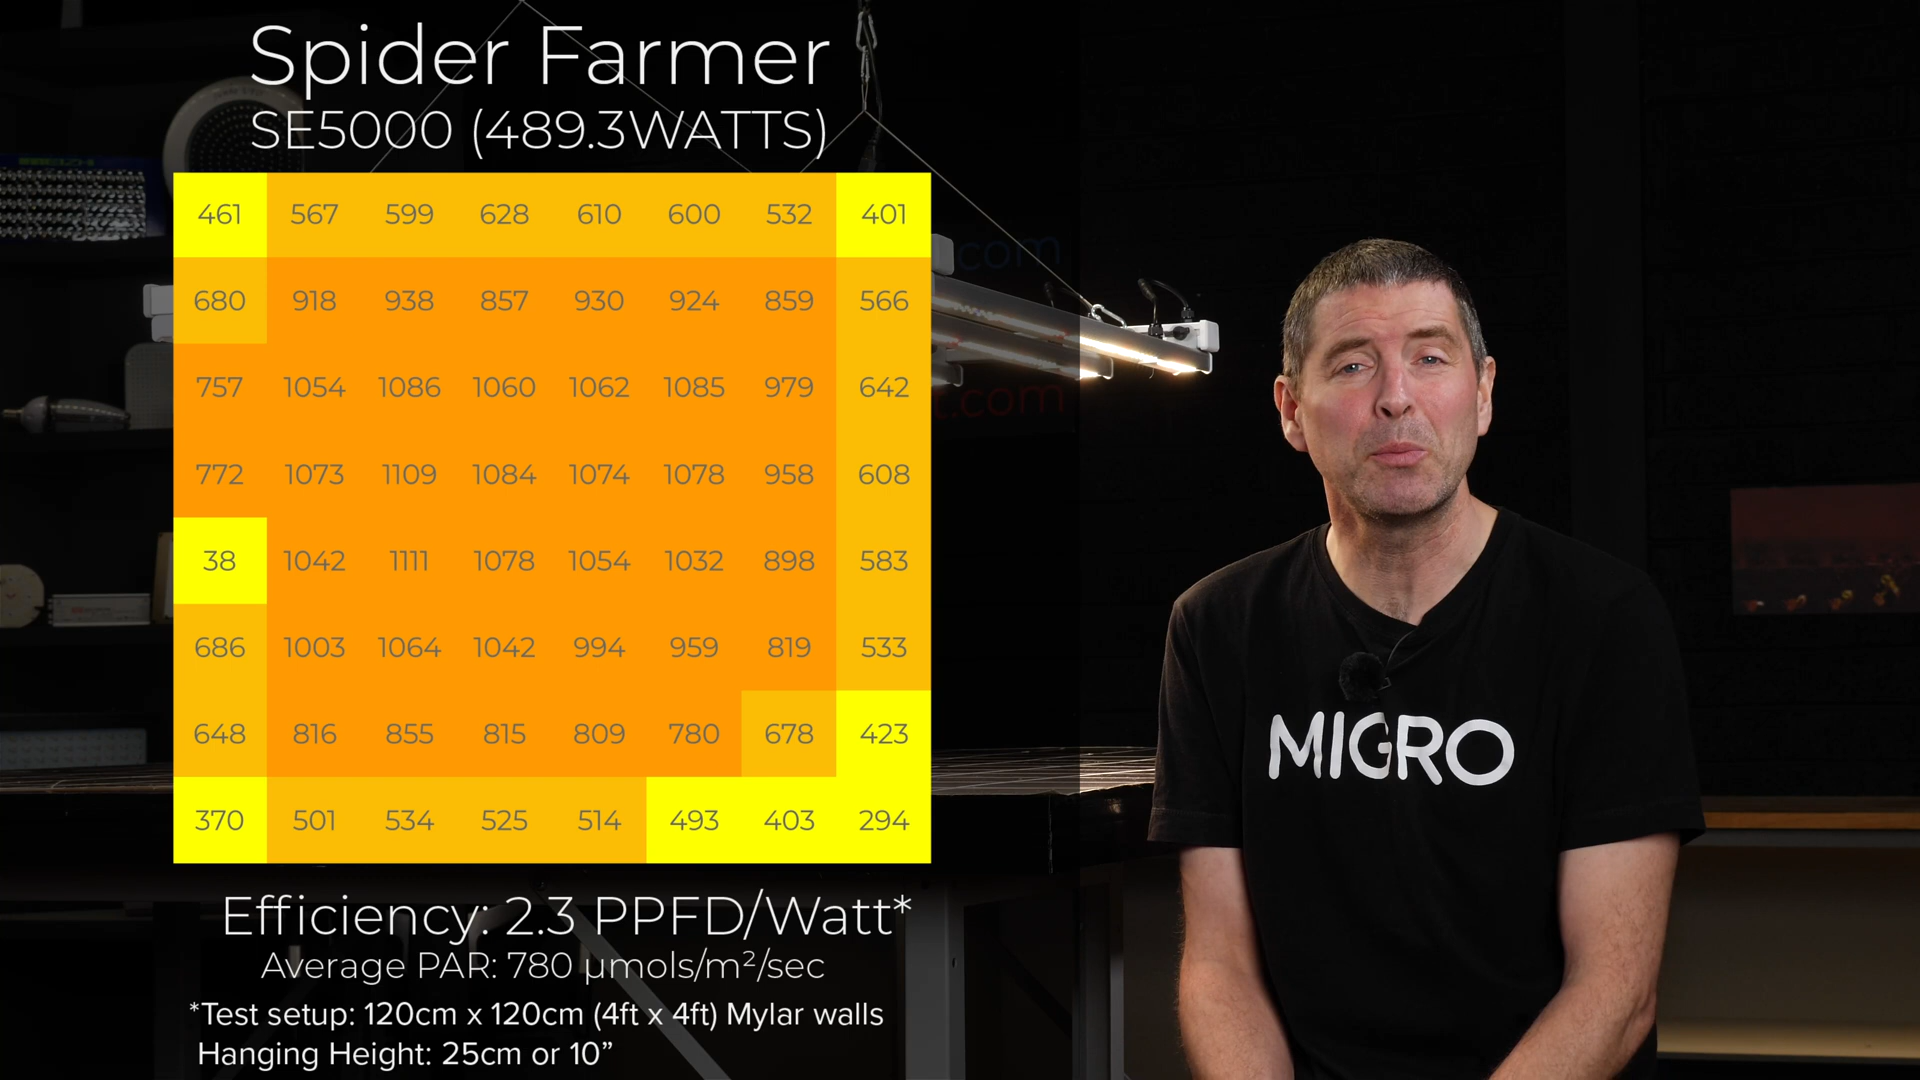 Spider Farmer
SE5000 (489.3WATTS)
461 567 599 628 610 600 532 401
680 918 938 857 930 924 859 566
757 1054 1086 1060 1062 1085 979 642
772 1073 1109 1084 1074 1078 958 608
38 1042 1111 1078 1054 1032 898 583
686 1003 1064 1042 994 959 819 533
648 816 855 815 809 780 678 423
370 501 534 525 514 493 403 294
Efficiency: 2.3 PPFD/Watt*
Average PAR: 780 µmols/m²/sec
*Test setup: 120cm x 120cm (4ft x 4ft) Mylar walls
Hanging Height: 25cm or 10”
.com
.com
MIGRO